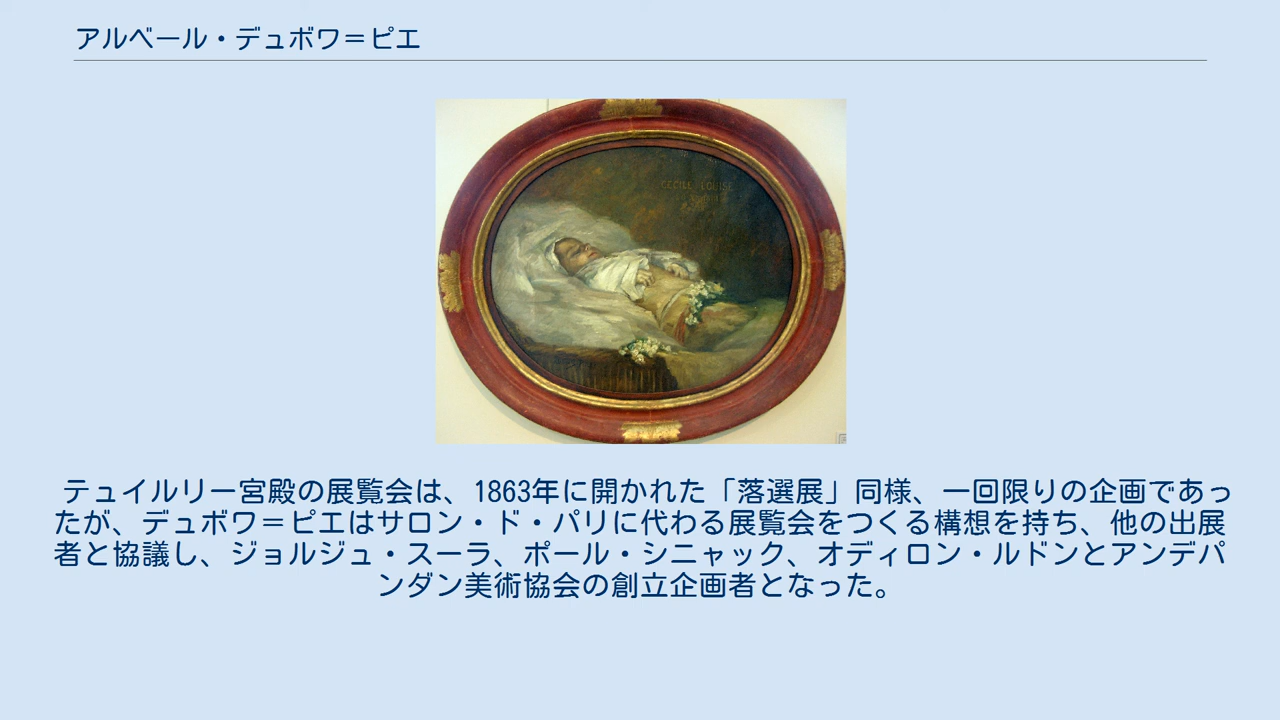 アルベール・デュボワ＝ピエ
CECILE LOUISE
テュイルリー宮殿の展覧会は、1863年に開かれた「落選展」同様、一回限りの企画であっ
たが、デュボワ＝ピエはサロン・ド・パリに代わる展覧会をつくる構想を持ち、他の出展
者と協議し、ジョルジュ・スーラ、ポール・シニャック、オディロン・ルドンとアンデパ
ンダン美術協会の創立企画者となった。